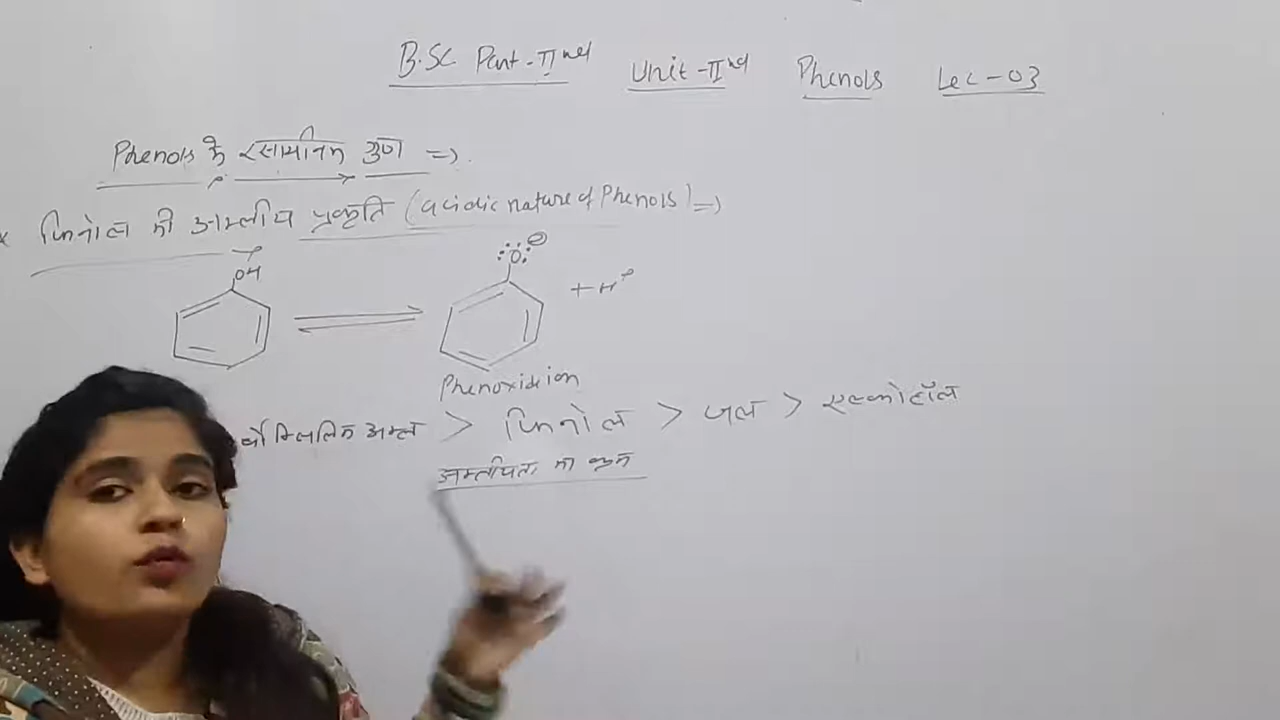 B.Sc. Part-IInd Unit-IInd Phenols Lec-03
Phenols के रसायनिक गुण =>
* फिनोल की अम्लीय प्रकृति (acidic nature of Phenols) =>
OH
:O: ⊖
+ H⊕
Phenoxide ion
कार्बोक्सिलिक अम्ल > फिनोल > जल > एल्कोहॉल
अम्लीयता का क्रम